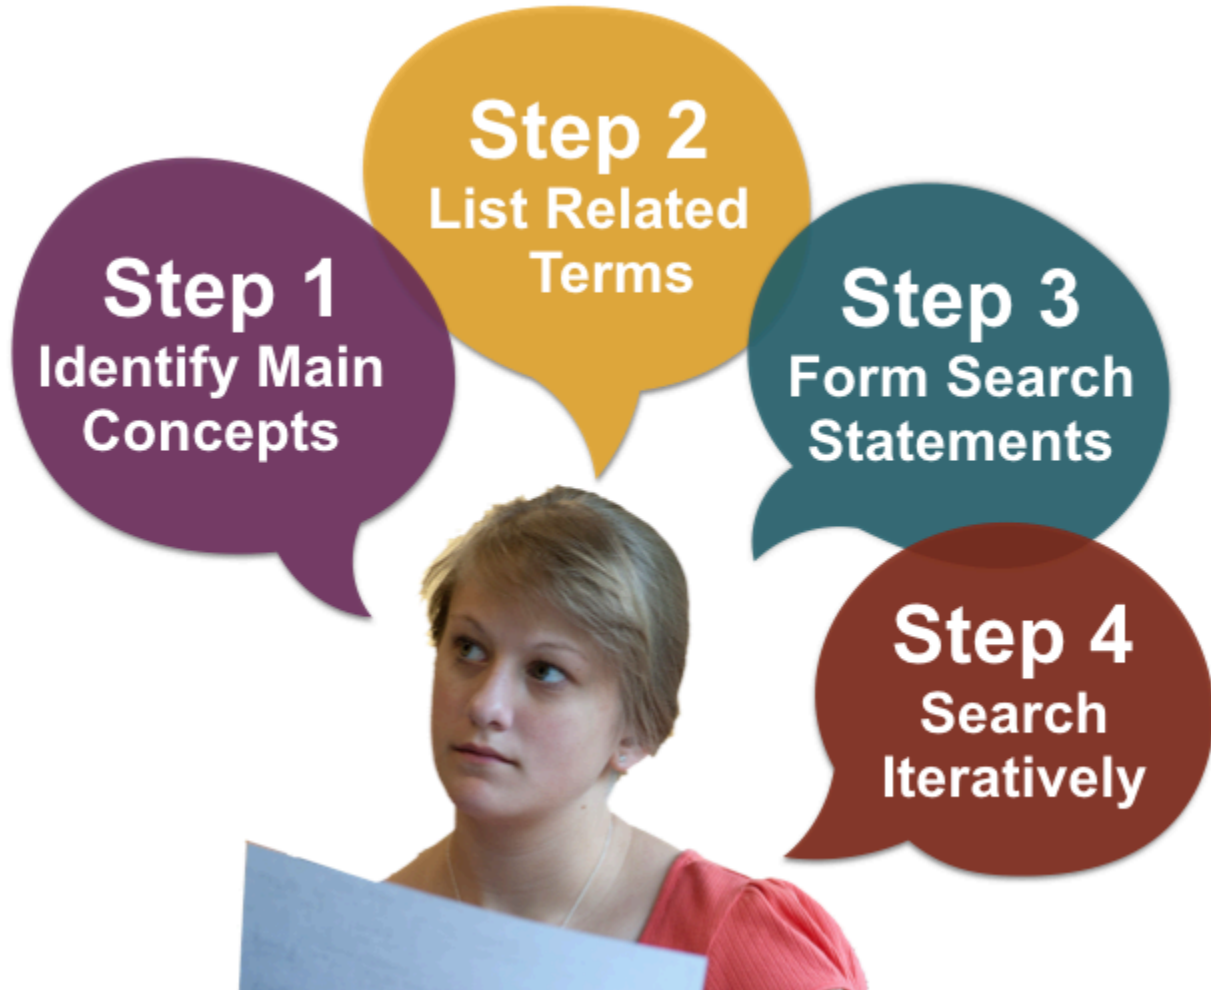 Step 1
Identify Main
Concepts
Step 2
List Related
Terms
Step 3
Form Search
Statements
Step 4
Search
Iteratively